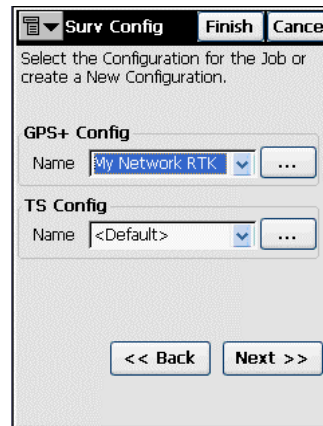 Surv Config Finish Cance
Select the Configuration for the Job or
create a New Configuration.
GPS+ Config
Name My Network RTK ...
TS Config
Name <Default> ...
<< Back Next >>